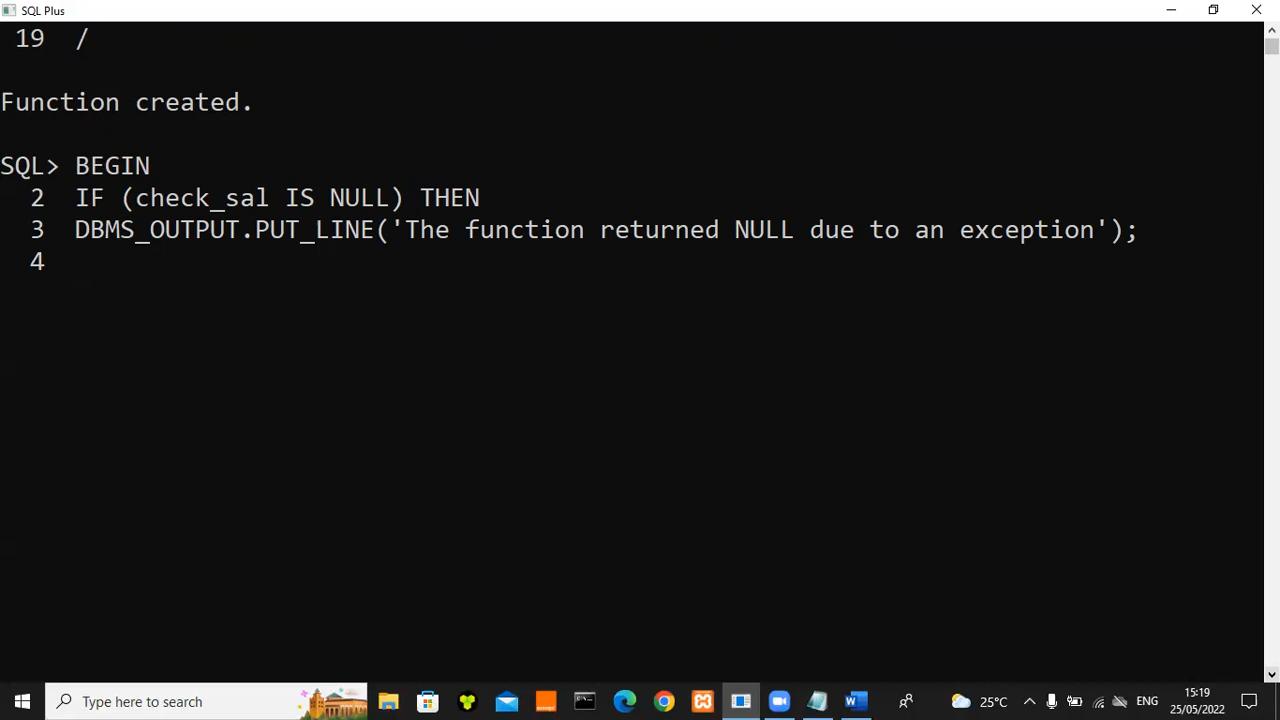 SQL Plus
19 /
Function created.
SQL> BEGIN
2 IF (check_sal IS NULL) THEN
3 DBMS_OUTPUT.PUT_LINE('The function returned NULL due to an exception');
4
Type here to search
25°C
ENG
15:19
25/05/2022